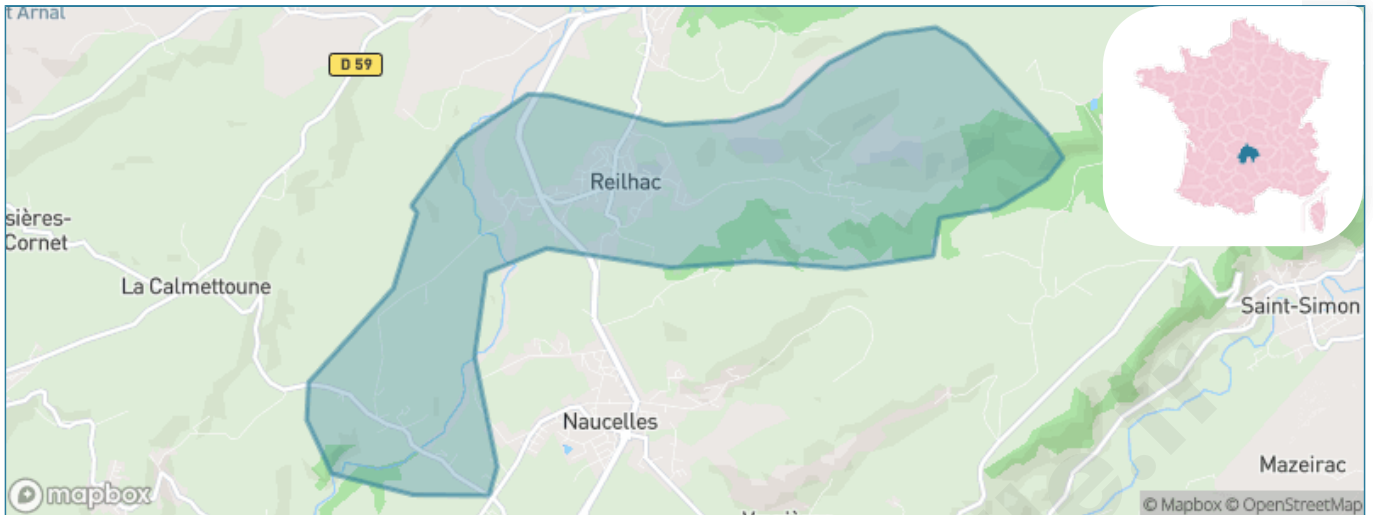 t Arnal
D 59
Reilhac
sières-
Cornet
La Calmettoune
Saint-Simon
Naucelles
Mazeirac
mapbox
© Mapbox © OpenStreetMap